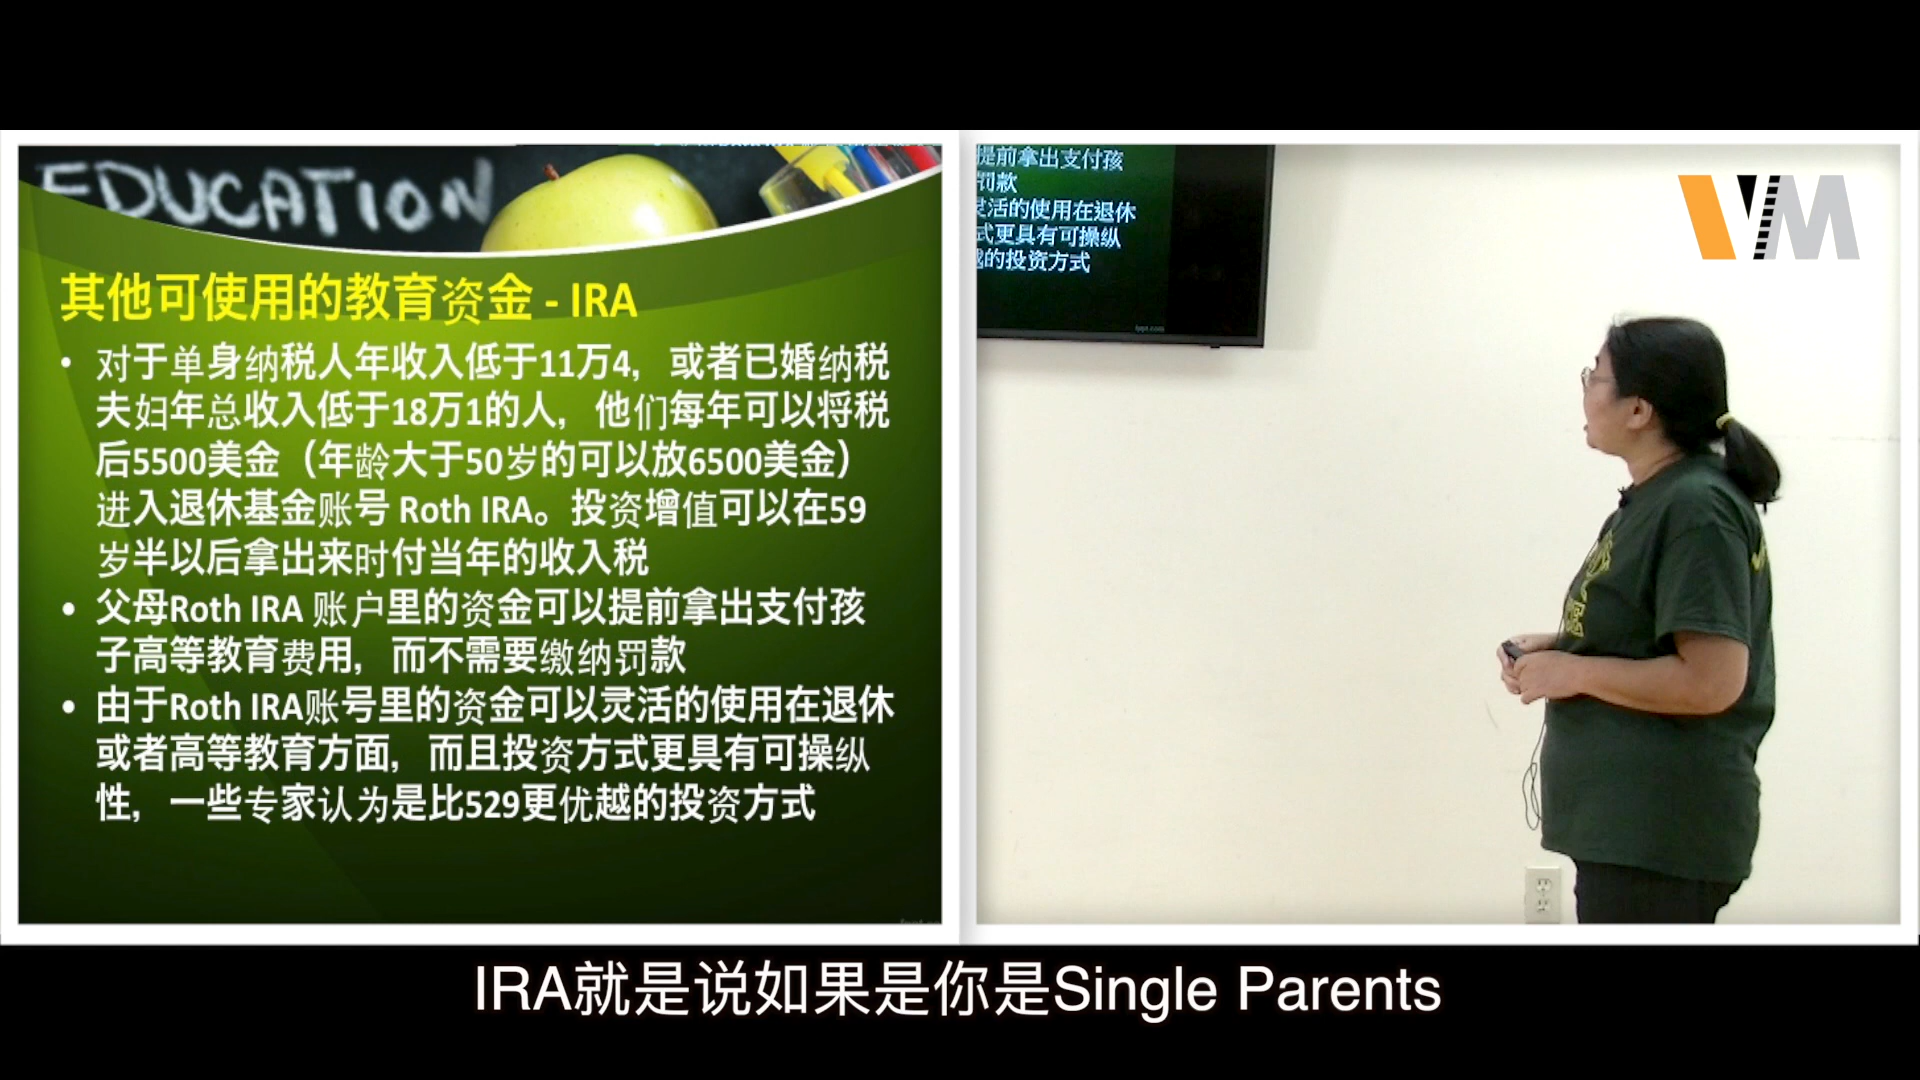 EDUCATION
其他可使用的教育资金 - IRA
• 对于单身纳税人年收入低于11万4，或者已婚纳税
夫妇年总收入低于18万1的人，他们每年可以将税
后5500美金（年龄大于50岁的可以放6500美金）
进入退休基金账号 Roth IRA。投资增值可以在59
岁半以后拿出来时付当年的收入税
• 父母Roth IRA 账户里的资金可以提前拿出支付孩
子高等教育费用，而不需要缴纳罚款
• 由于Roth IRA账号里的资金可以灵活的使用在退休
或者高等教育方面，而且投资方式更具有可操纵
性，一些专家认为是比529更优越的投资方式
提前拿出支付孩
罚款
灵活的使用在退休
式更具有可操纵
越的投资方式
fppt.com
VM
IRA就是说如果是你是Single Parents